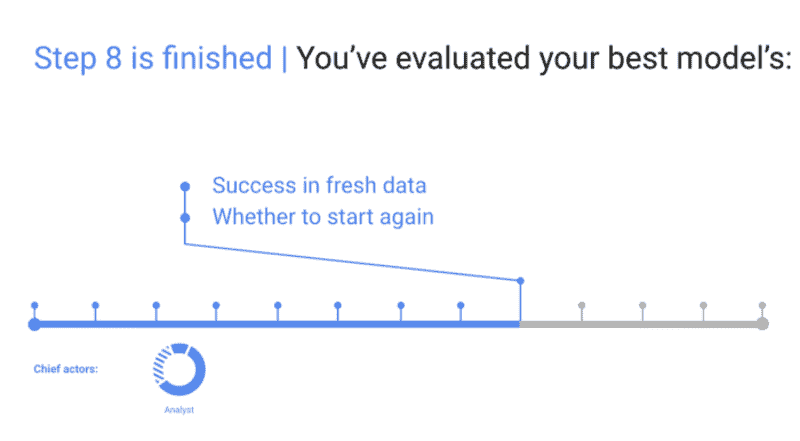 Step 8 is finished | You've evaluated your best model's:
Success in fresh data
Whether to start again
Chief actors:
Analyst